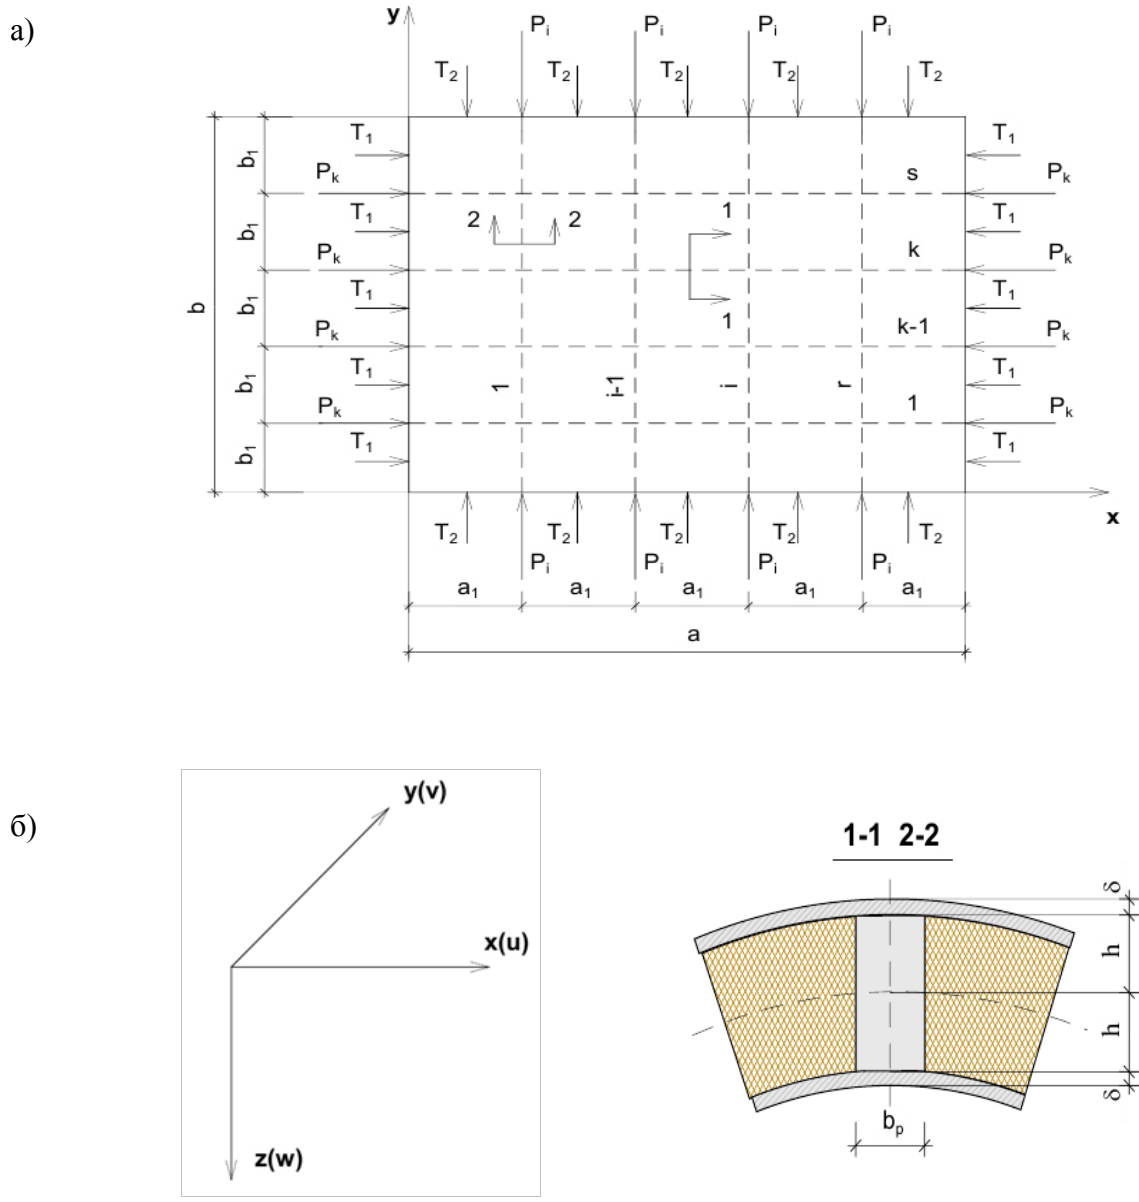 а)
y
P_i P_i P_i P_i
T_2 T_2 T_2 T_2 T_2
T_1 T_1
b_1
P_k s P_k
2 2 1
T_1 T_1
b_1
P_k k P_k
b
T_1 T_1
b_1
1
P_k k-1 P_k
T_1 1 i-1 i r T_1
b_1
P_k 1 P_k
T_1 T_1
b_1
x
T_2 T_2 T_2 T_2 T_2
P_i P_i P_i P_i
a_1 a_1 a_1 a_1 a_1
a
б)
y(v)
x(u)
z(w)
1-1 2-2
δ
h
h
δ
b_p